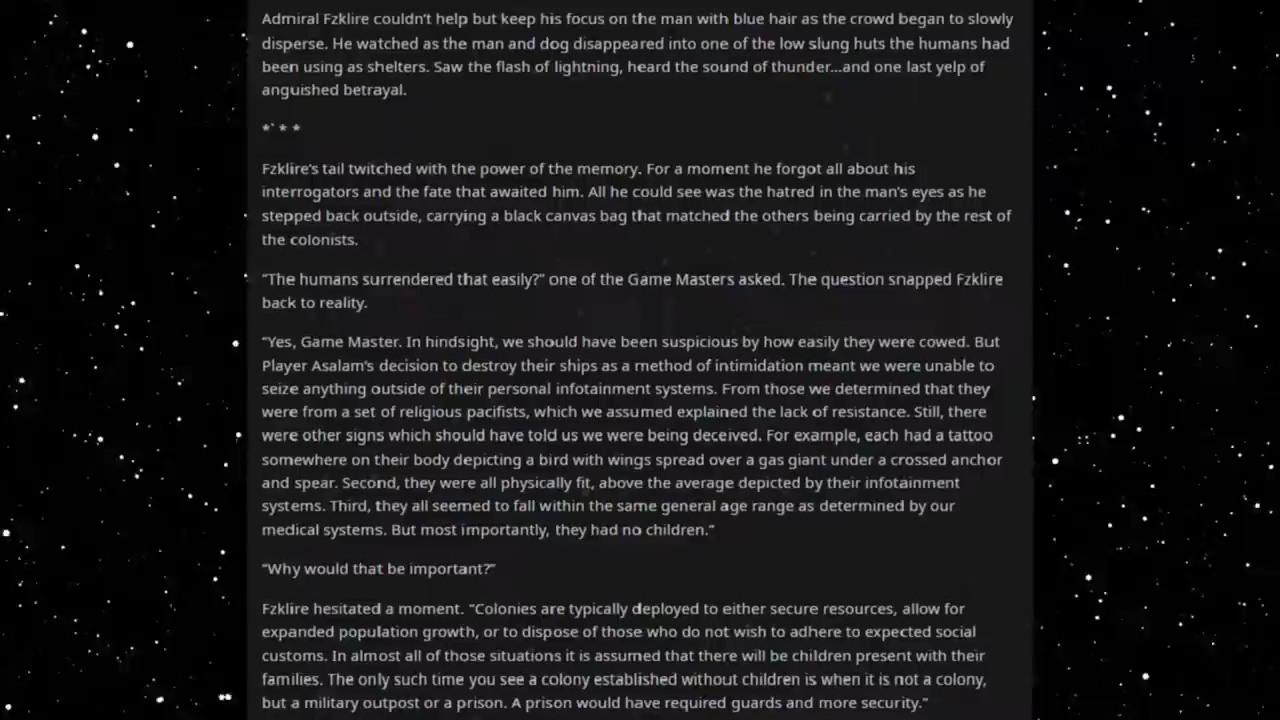 Admiral Fzklire couldn't help but keep his focus on the man with blue hair as the crowd began to slowly
disperse. He watched as the man and dog disappeared into one of the low slung huts the humans had
been using as shelters. Saw the flash of lightning, heard the sound of thunder...and one last yelp of
anguished betrayal.
*` * *
Fzklire's tail twitched with the power of the memory. For a moment he forgot all about his
interrogators and the fate that awaited him. All he could see was the hatred in the man's eyes as he
stepped back outside, carrying a black canvas bag that matched the others being carried by the rest of
the colonists.
"The humans surrendered that easily?" one of the Game Masters asked. The question snapped Fzklire
back to reality.
"Yes, Game Master. In hindsight, we should have been suspicious by how easily they were cowed. But
Player Asalam's decision to destroy their ships as a method of intimidation meant we were unable to
seize anything outside of their personal infotainment systems. From those we determined that they
were from a set of religious pacifists, which we assumed explained the lack of resistance. Still, there
were other signs which should have told us we were being deceived. For example, each had a tattoo
somewhere on their body depicting a bird with wings spread over a gas giant under a crossed anchor
and spear. Second, they were all physically fit, above the average depicted by their infotainment
systems. Third, they all seemed to fall within the same general age range as determined by our
medical systems. But most importantly, they had no children."
"Why would that be important?"
Fzklire hesitated a moment. "Colonies are typically deployed to either secure resources, allow for
expanded population growth, or to dispose of those who do not wish to adhere to expected social
customs. In almost all of those situations it is assumed that there will be children present with their
families. The only such time you see a colony established without children is when it is not a colony,
but a military outpost or a prison. A prison would have required guards and more security."